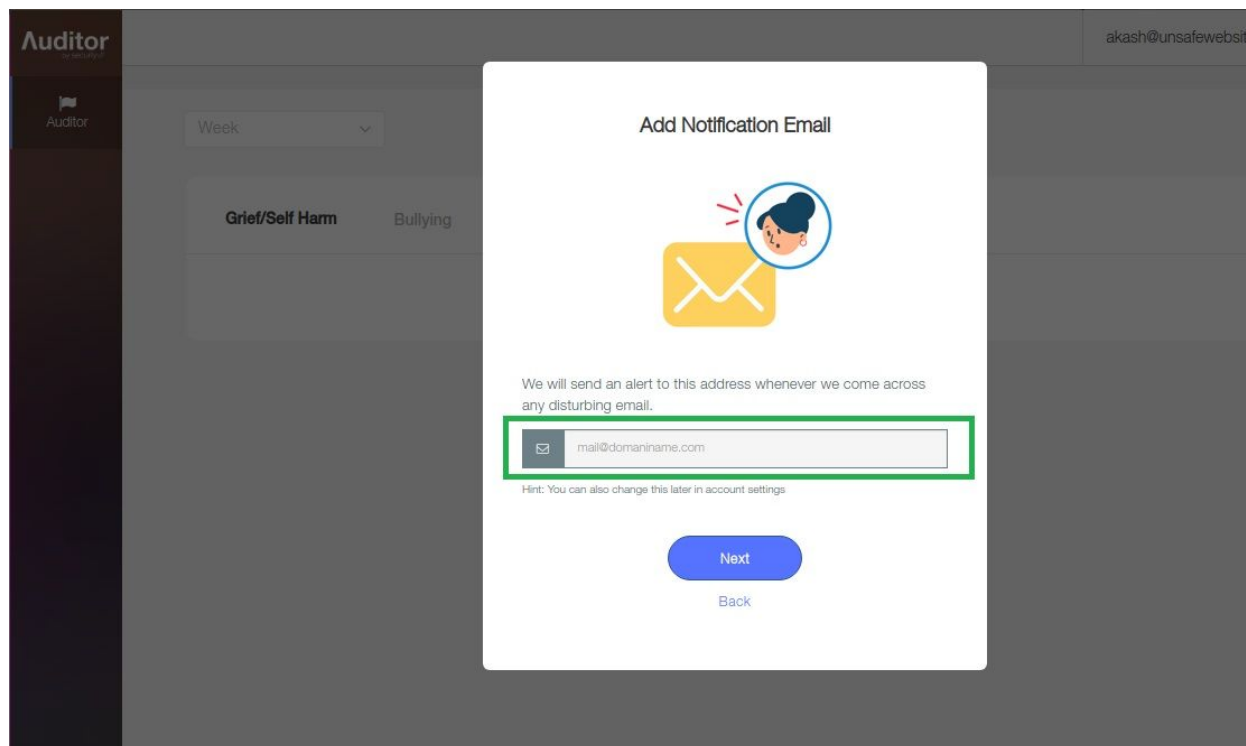 Auditor
akash@unsafewebsit
Auditor
Week
Add Notification Email
Grief/Self Harm
Bullying
We will send an alert to this address whenever we come across
any disturbing email.
mail@domaniname.com
Hint: You can also change this later in account settings
Next
Back